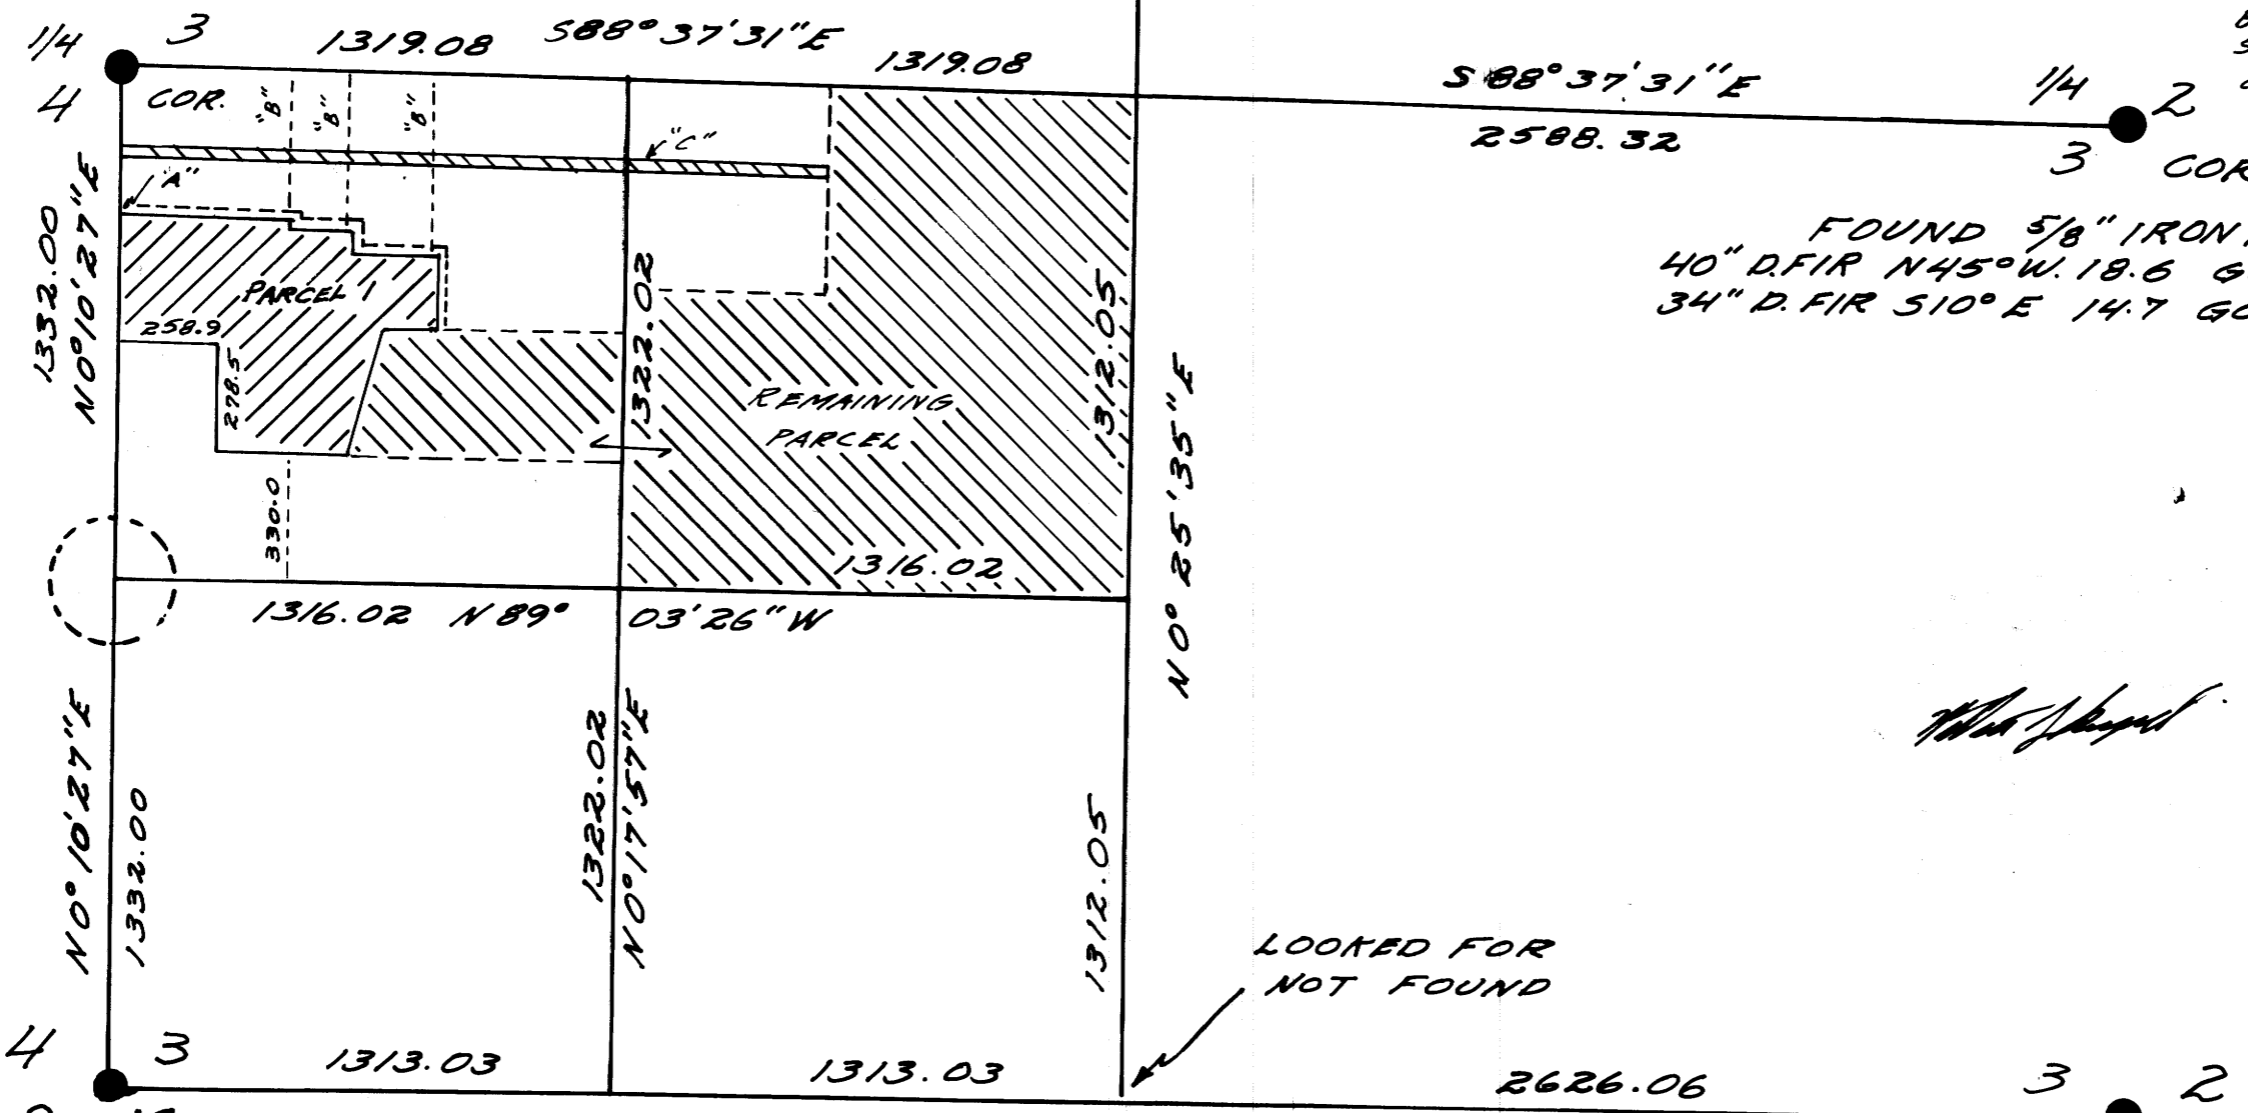 1/4 3
1319.08 S88°37'31"E
1319.08
4 COR.
"B" "B" "B"
"C"
"A"
S 88°37'31"E
2588.32
1/4 2
3 COR
FOUND 5/8" IRON
40" D.FIR N45°W. 18.6 G
34" D.FIR S10°E 14.7 GO
1332.00
N0°10'27"E
PARCEL 1
258.9
278.5
330.0
1322.02
REMAINING
PARCEL
1312.05
N0°25'35"E
1316.02
1316.02 N89° 03'26"W
N0°10'27"E
1332.00
1322.02
N0°17'57"E
1312.05
LOOKED FOR
NOT FOUND
4 3
1313.03
1313.03
2626.06
3 2